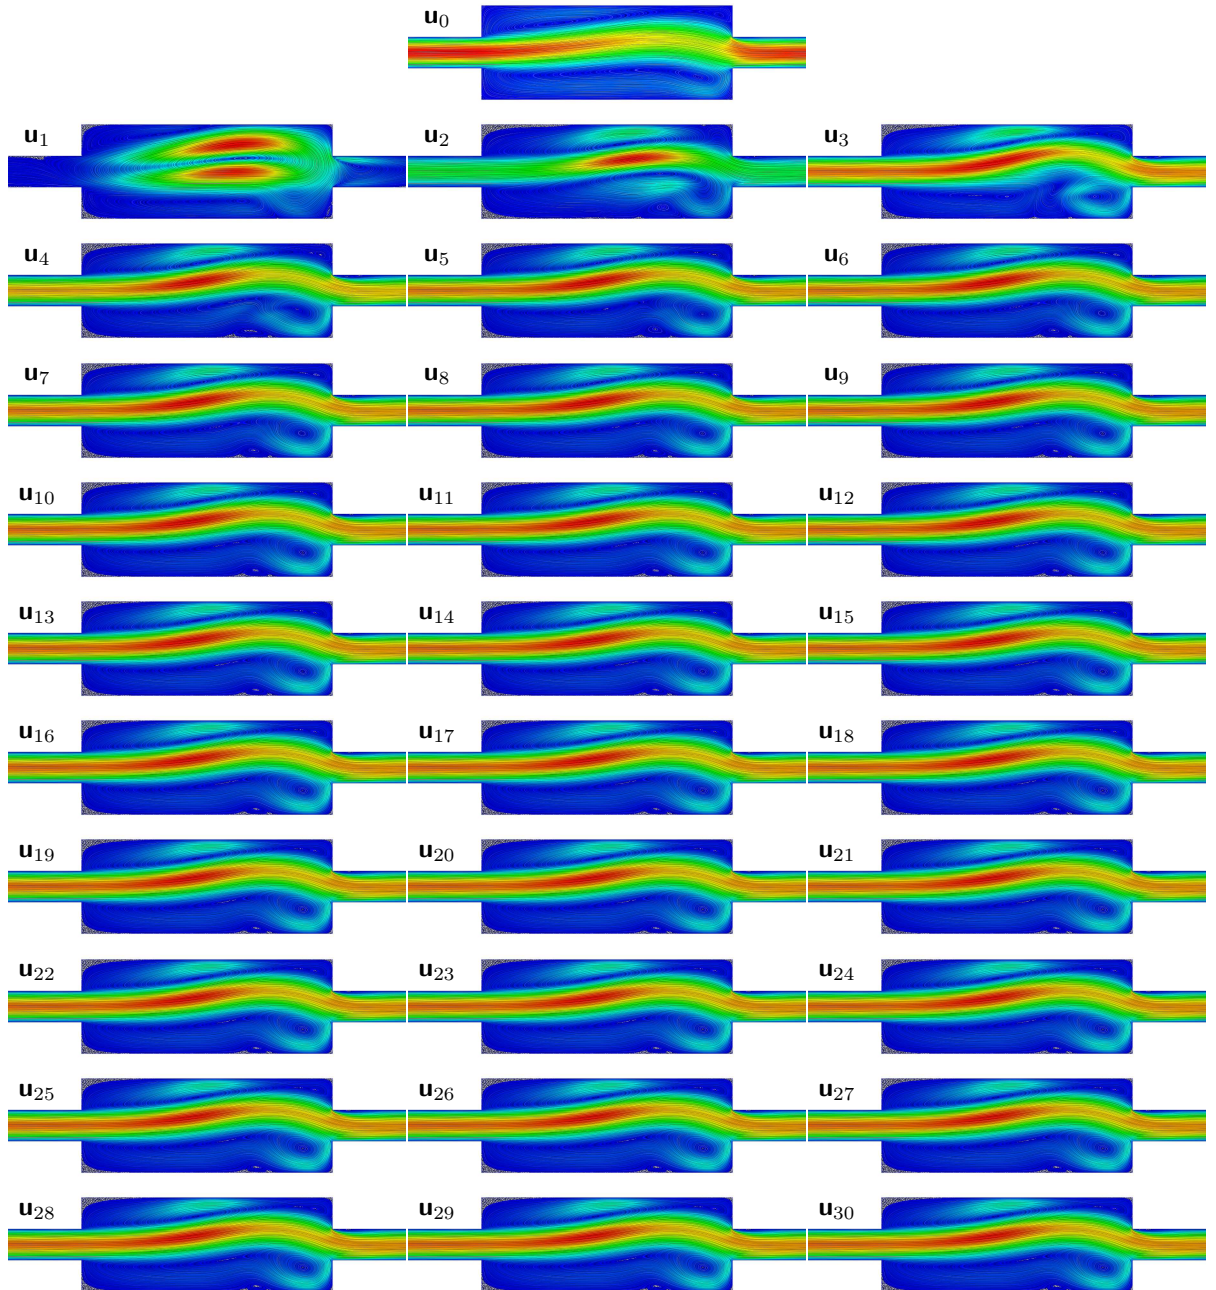 u₀
u₁ u₂ u₃
u₄ u₅ u₆
u₇ u₈ u₉
u₁₀ u₁₁ u₁₂
u₁₃ u₁₄ u₁₅
u₁₆ u₁₇ u₁₈
u₁₉ u₂₀ u₂₁
u₂₂ u₂₃ u₂₄
u₂₅ u₂₆ u₂₇
u₂₈ u₂₉ u₃₀